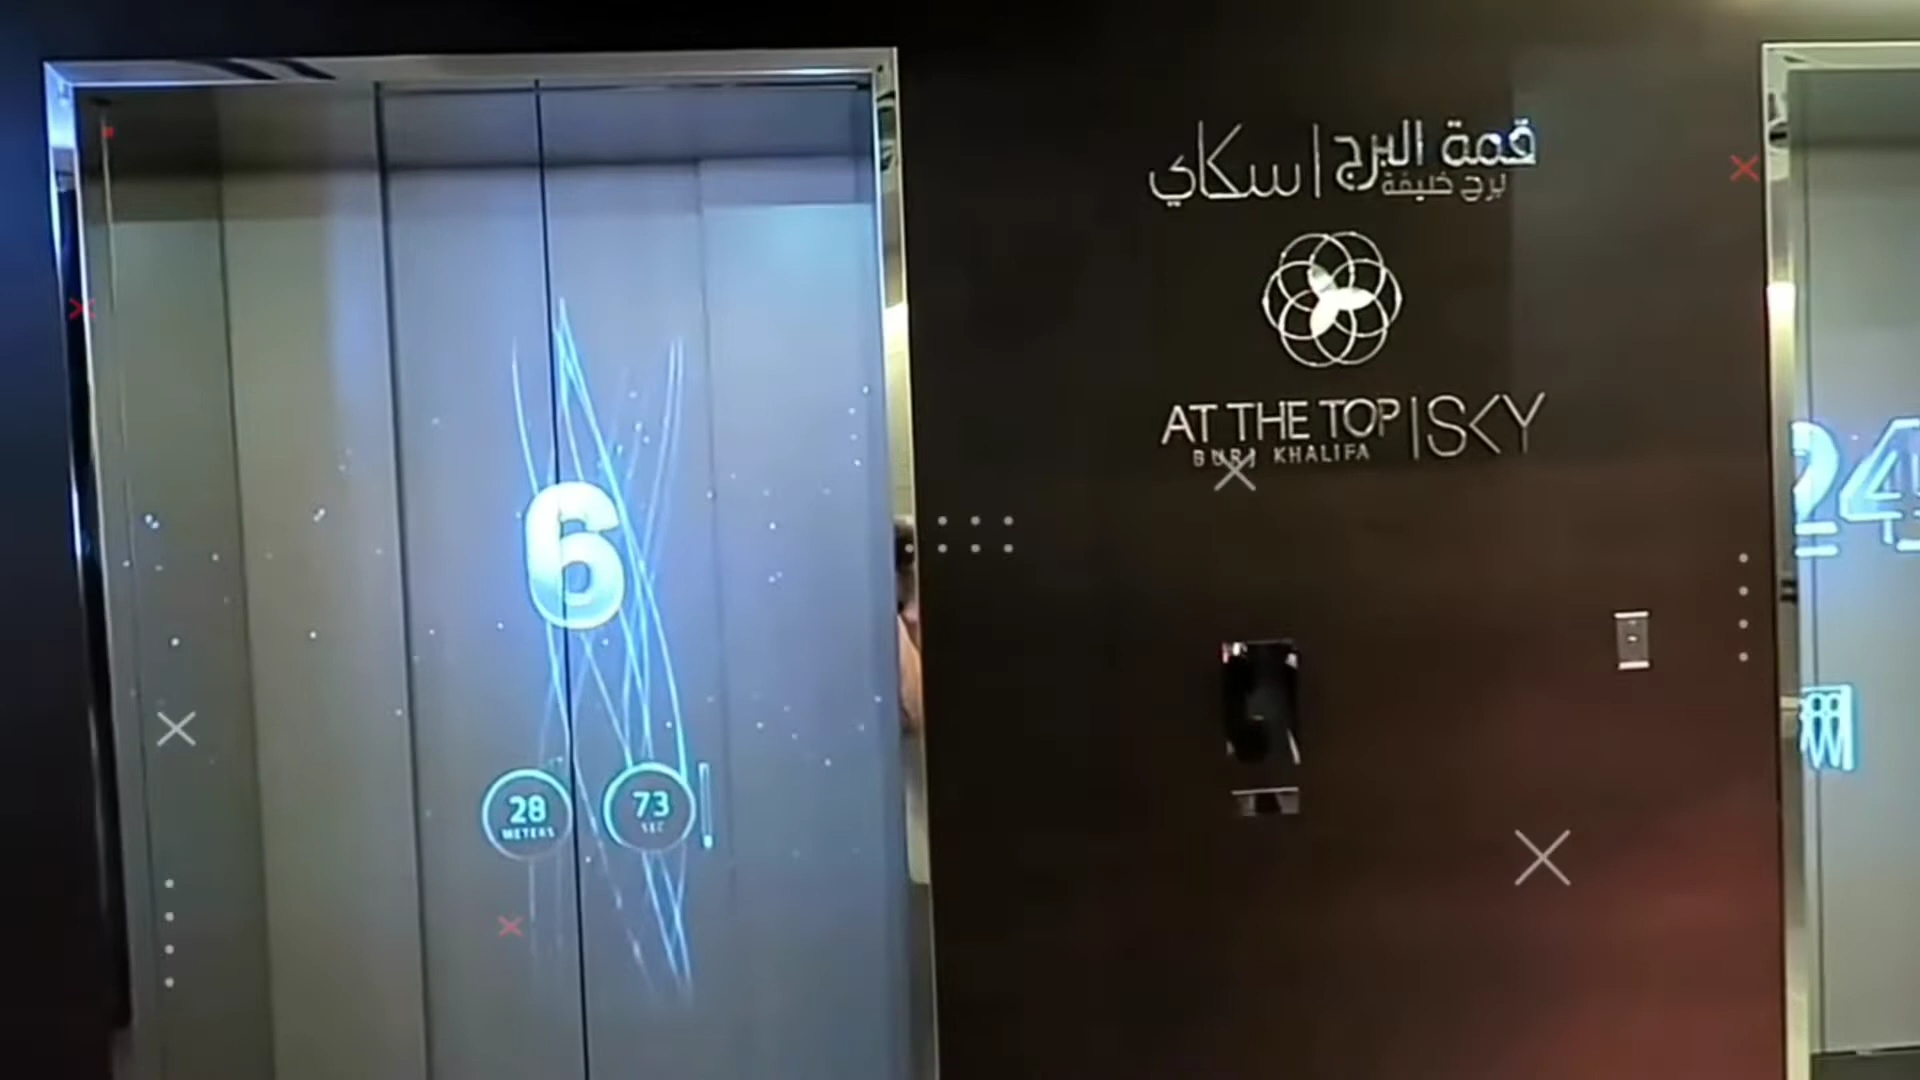 6
28
METERS
73
SEC
قمة البرج | سكاي
برج خليفة
AT THE TOP | SKY
BURJ KHALIFA
24